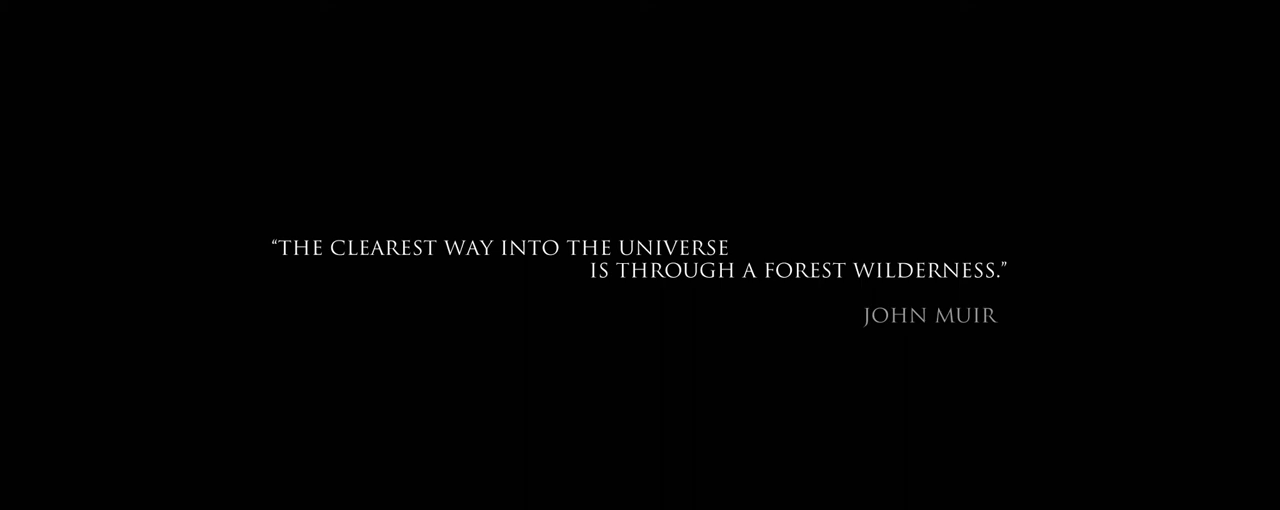 “THE CLEAREST WAY INTO THE UNIVERSE
IS THROUGH A FOREST WILDERNESS.”
JOHN MUIR